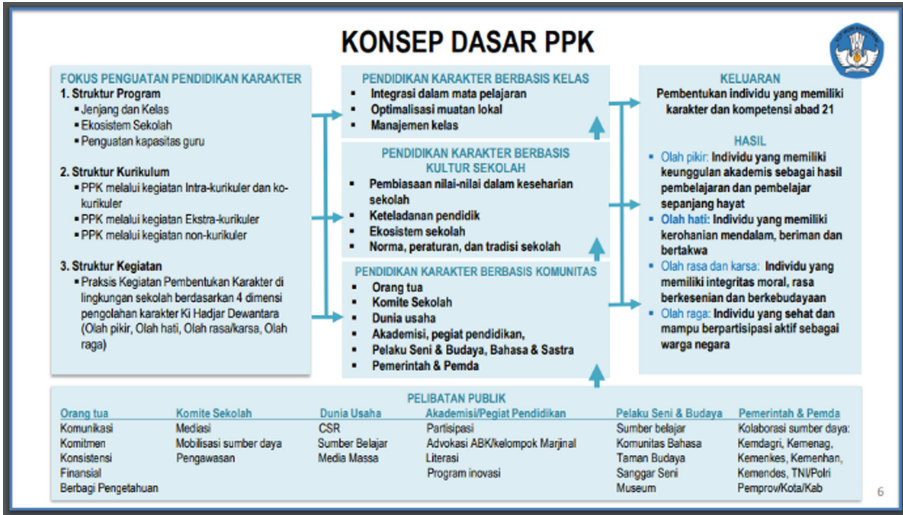 KONSEP DASAR PPK
FOKUS PENGUATAN PENDIDIKAN KARAKTER
1. Struktur Program
▪ Jenjang dan Kelas
▪ Ekosistem Sekolah
▪ Penguatan kapasitas guru
2. Struktur Kurikulum
▪ PPK melalui kegiatan Intra-kurikuler dan ko-
kurikuler
▪ PPK melalui kegiatan Ekstra-kurikuler
▪ PPK melalui kegiatan non-kurikuler
3. Struktur Kegiatan
▪ Praksis Kegiatan Pembentukan Karakter di
lingkungan sekolah berdasarkan 4 dimensi
pengolahan karakter Ki Hadjar Dewantara
(Olah pikir, Olah hati, Olah rasa/karsa, Olah
raga)
PENDIDIKAN KARAKTER BERBASIS KELAS
▪ Integrasi dalam mata pelajaran
▪ Optimalisasi muatan lokal
▪ Manajemen kelas
PENDIDIKAN KARAKTER BERBASIS
KULTUR SEKOLAH
▪ Pembiasaan nilai-nilai dalam keseharian
sekolah
▪ Keteladanan pendidik
▪ Ekosistem sekolah
▪ Norma, peraturan, dan tradisi sekolah
PENDIDIKAN KARAKTER BERBASIS KOMUNITAS
▪ Orang tua
▪ Komite Sekolah
▪ Dunia usaha
▪ Akademisi, pegiat pendidikan,
▪ Pelaku Seni & Budaya, Bahasa & Sastra
▪ Pemerintah & Pemda
KELUARAN
Pembentukan individu yang memiliki
karakter dan kompetensi abad 21
HASIL
▪ Olah pikir: Individu yang memiliki
keunggulan akademis sebagai hasil
pembelajaran dan pembelajar
sepanjang hayat
▪ Olah hati: Individu yang memiliki
kerohanian mendalam, beriman dan
bertakwa
▪ Olah rasa dan karsa: Individu yang
memiliki integritas moral, rasa
berkesenian dan berkebudayaan
▪ Olah raga: Individu yang sehat dan
mampu berpartisipasi aktif sebagai
warga negara
PELIBATAN PUBLIK
Orang tua
Komunikasi
Komitmen
Konsistensi
Finansial
Berbagi Pengetahuan
Komite Sekolah
Mediasi
Mobilisasi sumber daya
Pengawasan
Dunia Usaha
CSR
Sumber Belajar
Media Massa
Akademisi/Pegiat Pendidikan
Partisipasi
Advokasi ABK/kelompok Marjinal
Literasi
Program inovasi
Pelaku Seni & Budaya
Sumber belajar
Komunitas Bahasa
Taman Budaya
Sanggar Seni
Museum
Pemerintah & Pemda
Kolaborasi sumber daya:
Kemdagri, Kemenag,
Kemenkes, Kemenhan,
Kemendes, TNI/Polri
Pemprov/Kota/Kab
6